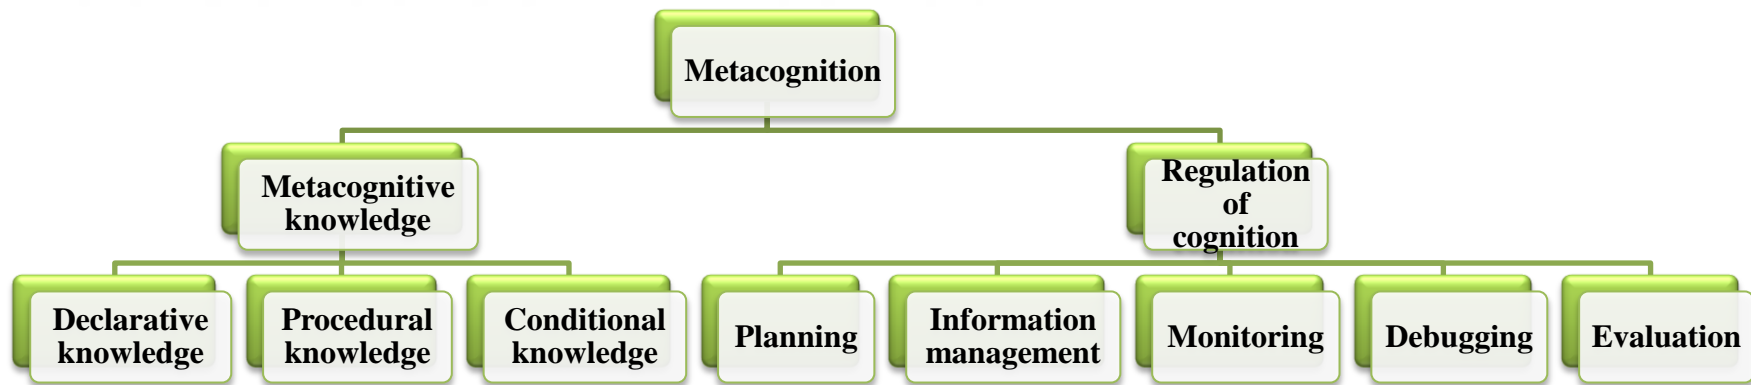 Metacognition
Metacognitive
knowledge
Regulation
of
cognition
Declarative
knowledge
Procedural
knowledge
Conditional
knowledge
Planning
Information
management
Monitoring
Debugging
Evaluation